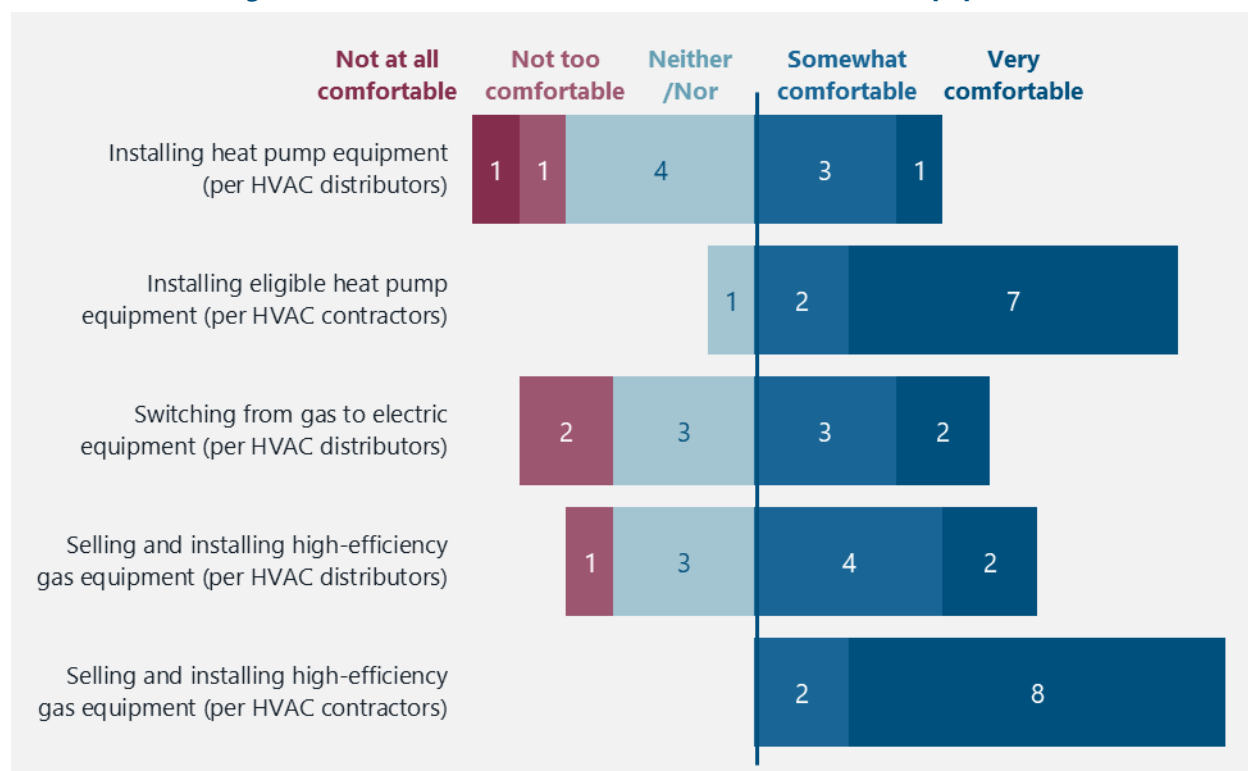 Not at all comfortable
Not too comfortable
Neither /Nor
Somewhat comfortable
Very comfortable
Installing heat pump equipment
(per HVAC distributors)
1 1 4 3 1
Installing eligible heat pump
equipment (per HVAC contractors)
1 2 7
Switching from gas to electric
equipment (per HVAC distributors)
2 3 3 2
Selling and installing high-efficiency
gas equipment (per HVAC distributors)
1 3 4 2
Selling and installing high-efficiency
gas equipment (per HVAC contractors)
2 8